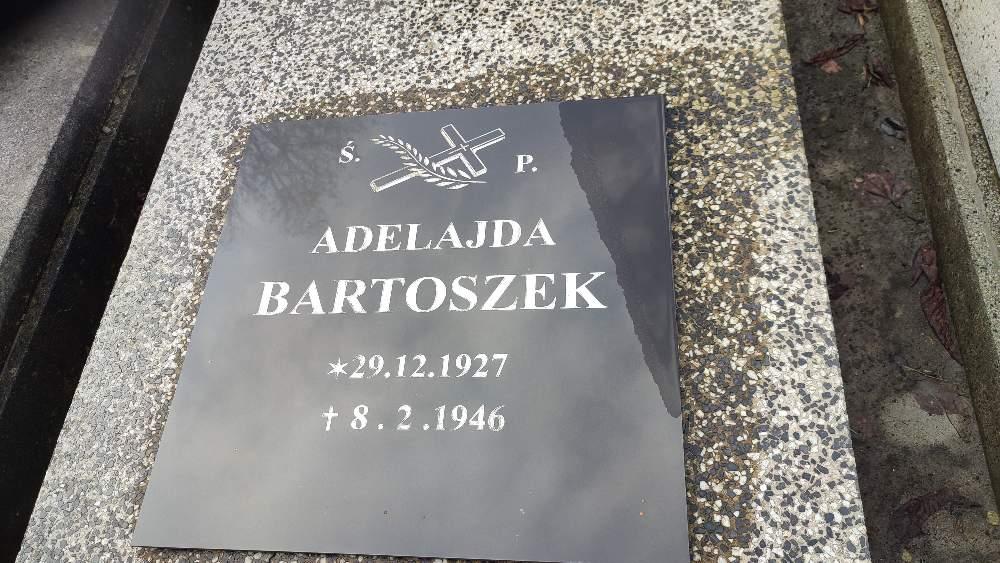 Ś. P.
ADELAJDA
BARTOSZEK
✶29.12.1927
✝ 8.2.1946